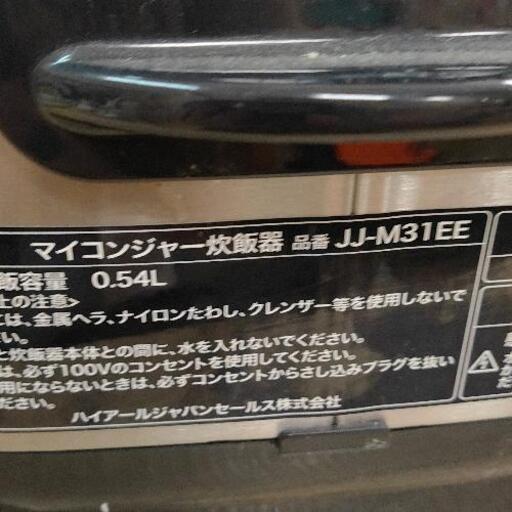 マイコンジャー炊飯器 品番 JJ-M31EE
飯容量 0.54L
上の注意>
には、金属ヘラ、ナイロンたわし、クレンザー等を使用しないで
さい。
と炊飯器本体との間に、水を入れないでください。
は、必ず100Vのコンセントを使用してください。
用にならないときは、必ずコンセントからさし込みプラグを抜い
ださい。
ハイアールジャパンセールス株式会社